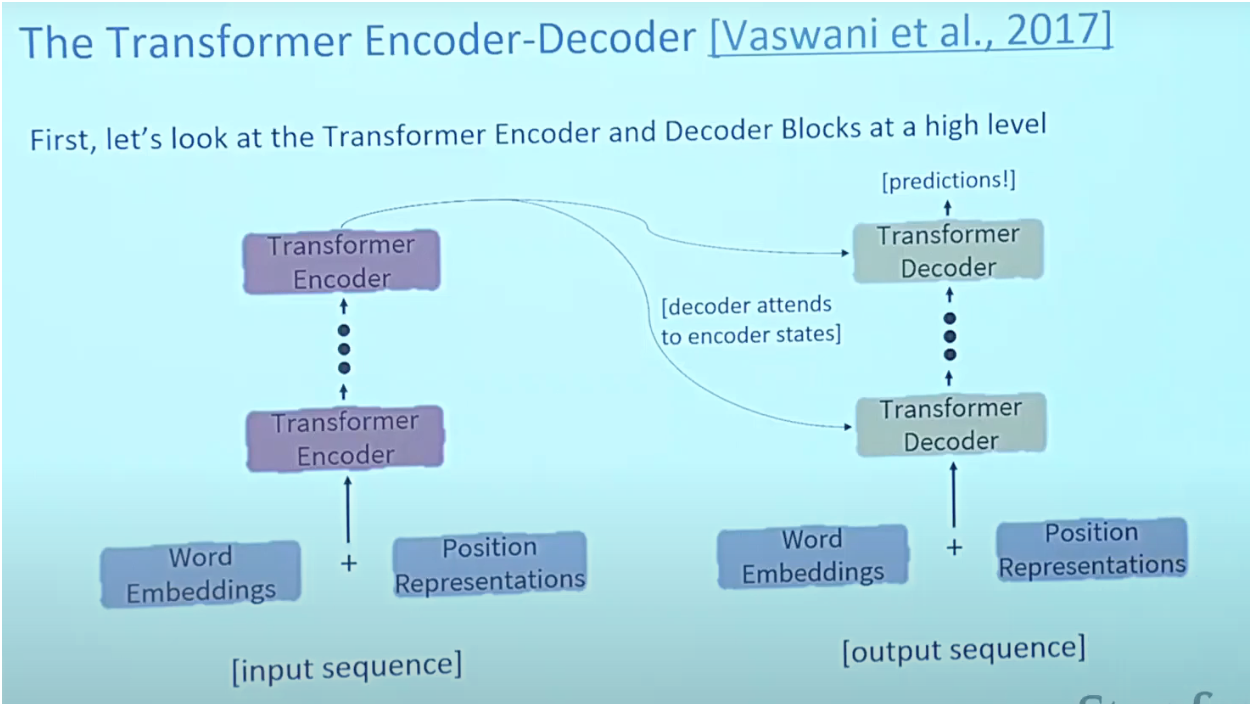 The Transformer Encoder-Decoder [Vaswani et al., 2017]
First, let's look at the Transformer Encoder and Decoder Blocks at a high level
[predictions!]
Transformer
Encoder
Transformer
Decoder
[decoder attends
to encoder states]
Transformer
Encoder
Transformer
Decoder
Word
Embeddings
+
Position
Representations
Word
Embeddings
+
Position
Representations
[input sequence]
[output sequence]